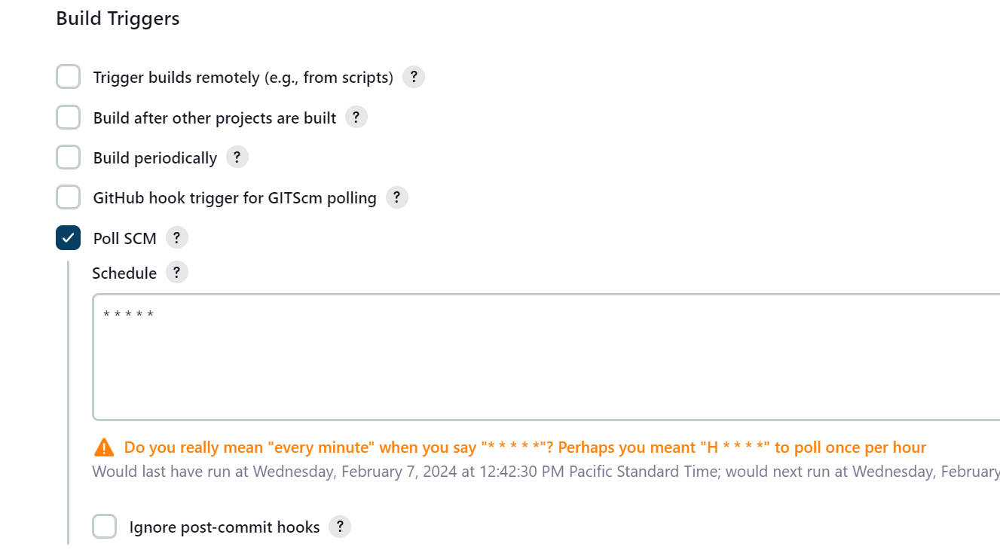 Build Triggers
Trigger builds remotely (e.g., from scripts) ?
Build after other projects are built ?
Build periodically ?
GitHub hook trigger for GITScm polling ?
Poll SCM ?
Schedule ?
* * * * *
Do you really mean "every minute" when you say "* * * * *"? Perhaps you meant "H * * * *" to poll once per hour
Would last have run at Wednesday, February 7, 2024 at 12:42:30 PM Pacific Standard Time; would next run at Wednesday, February
Ignore post-commit hooks ?